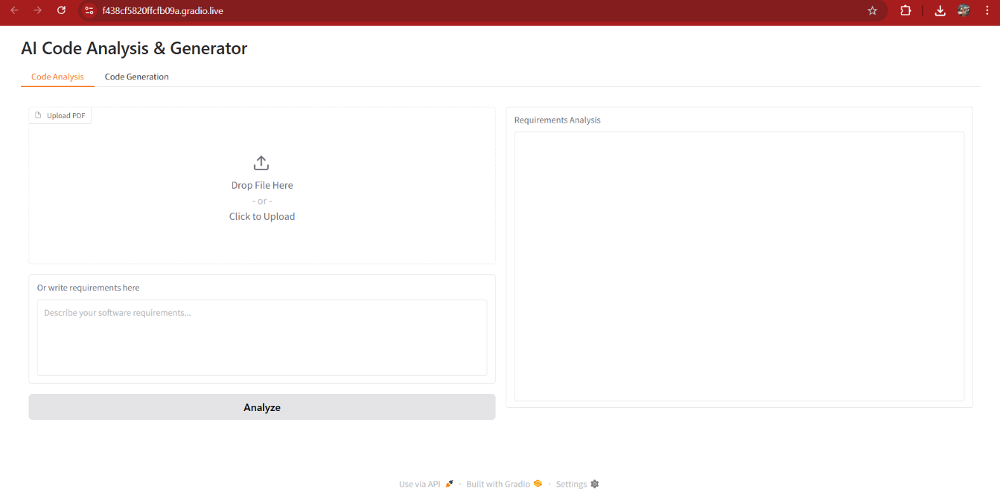 f438cf5820ffcfb09a.gradio.live
AI Code Analysis & Generator
Code Analysis Code Generation
Upload PDF
Drop File Here
- or -
Click to Upload
Or write requirements here
Describe your software requirements...
Analyze
Requirements Analysis
Use via API · Built with Gradio · Settings